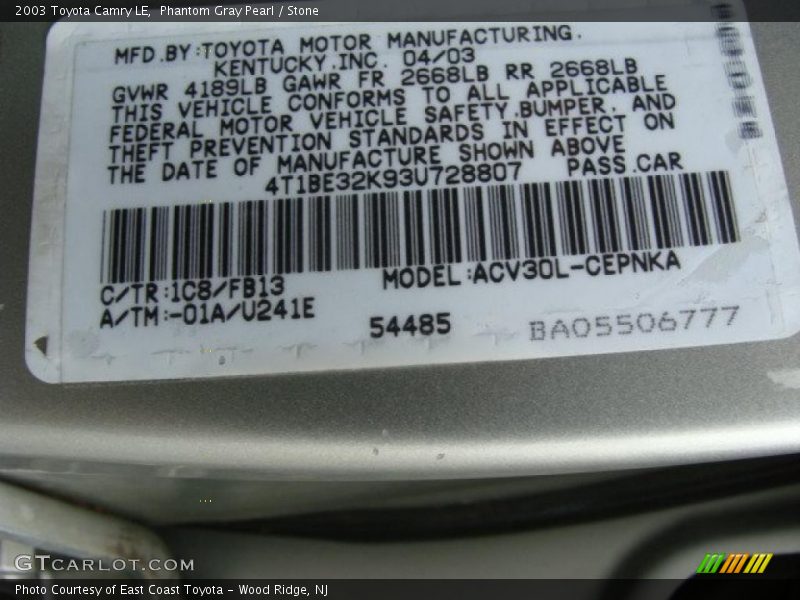 2003 Toyota Camry LE,  Phantom Gray Pearl / Stone
MFD.BY:TOYOTA MOTOR MANUFACTURING.
KENTUCKY.INC. 04/03
GVWR 4189LB GAWR FR 2668LB RR 2668LB
THIS VEHICLE CONFORMS TO ALL APPLICABLE
FEDERAL MOTOR VEHICLE SAFETY.BUMPER. AND
THEFT PREVENTION STANDARDS IN EFFECT ON
THE DATE OF MANUFACTURE SHOWN ABOVE
4T1BE32K93U728807 PASS.CAR
C/TR:1C8/FB13 MODEL:ACV30L-CEPNKA
A/TM:-01A/U241E
54485 BA05506777
GTCARLOT.COM
Photo Courtesy of East Coast Toyota - Wood Ridge, NJ